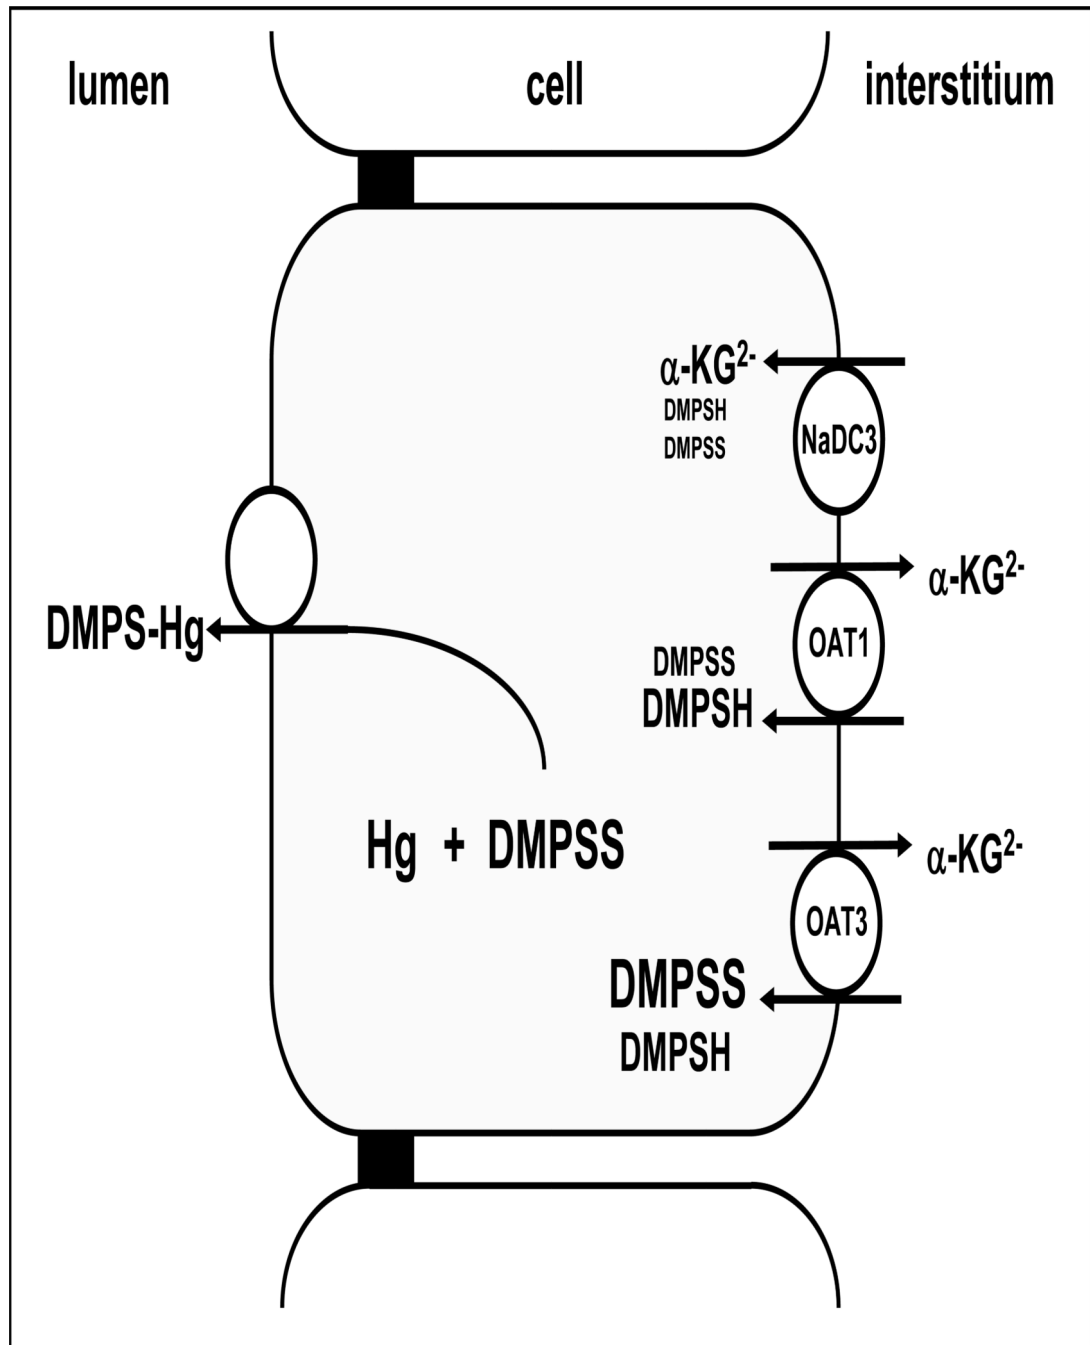 lumen cell interstitium
α-KG²⁻
DMPSH
DMPSS
NaDC3
α-KG²⁻
OAT1
DMPS-Hg
DMPSS
DMPSH
Hg + DMPSS
α-KG²⁻
OAT3
DMPSS
DMPSH